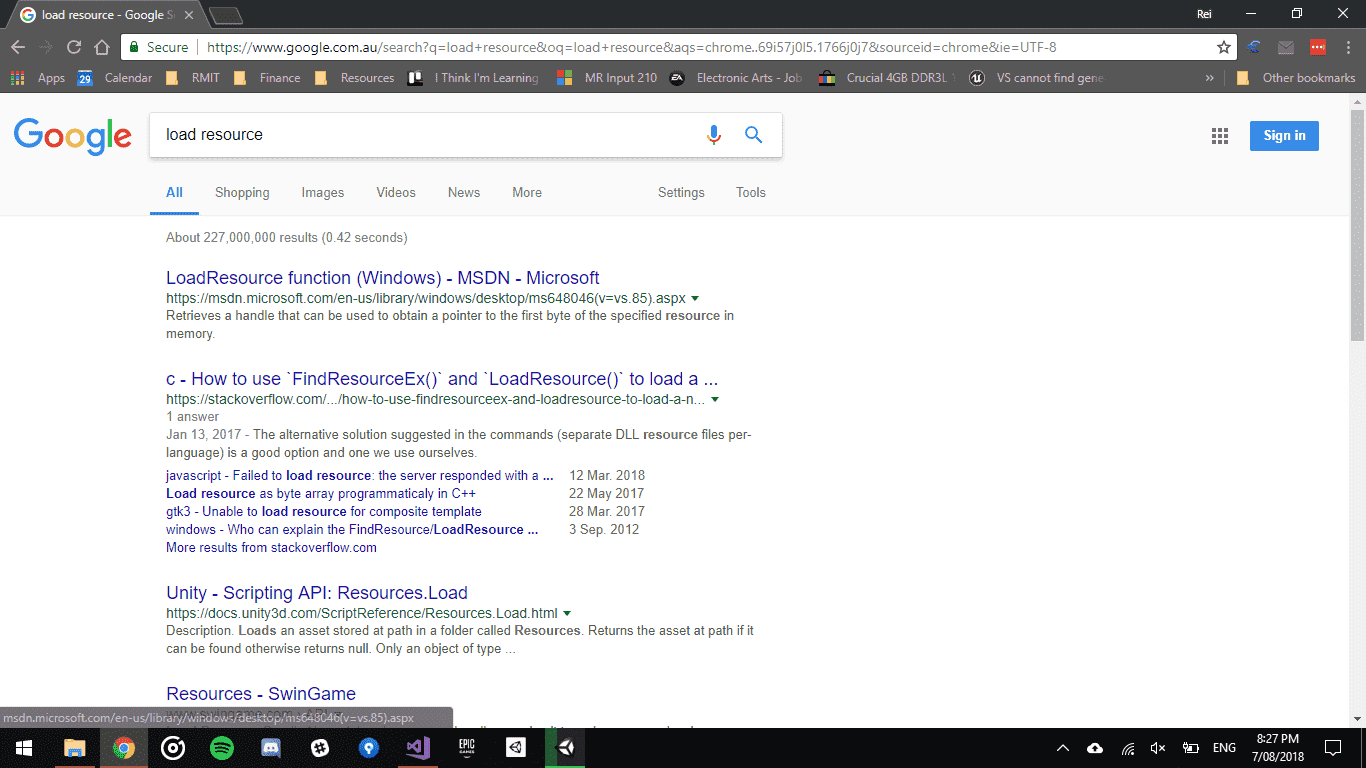 load resource - Google S
Rei
Secure https://www.google.com.au/search?q=load+resource&oq=load+resource&aqs=chrome..69i57j0l5.1766j0j7&sourceid=chrome&ie=UTF-8
Apps 29 Calendar RMIT Finance Resources I Think I'm Learning MR Input 210 EA Electronic Arts - Job Crucial 4GB DDR3L VS cannot find gene » Other bookmarks
Google load resource Sign in
All Shopping Images Videos News More Settings Tools
About 227,000,000 results (0.42 seconds)
LoadResource function (Windows) - MSDN - Microsoft
https://msdn.microsoft.com/en-us/library/windows/desktop/ms648046(v=vs.85).aspx
Retrieves a handle that can be used to obtain a pointer to the first byte of the specified resource in
memory.
c - How to use `FindResourceEx()` and `LoadResource()` to load a ...
https://stackoverflow.com/.../how-to-use-findresourceex-and-loadresource-to-load-a-n...
1 answer
Jan 13, 2017 - The alternative solution suggested in the commands (separate DLL resource files per-
language) is a good option and one we use ourselves.
javascript - Failed to load resource: the server responded with a ... 12 Mar. 2018
Load resource as byte array programmaticaly in C++ 22 May 2017
gtk3 - Unable to load resource for composite template 28 Mar. 2017
windows - Who can explain the FindResource/LoadResource ... 3 Sep. 2012
More results from stackoverflow.com
Unity - Scripting API: Resources.Load
https://docs.unity3d.com/ScriptReference/Resources.Load.html
Description. Loads an asset stored at path in a folder called Resources. Returns the asset at path if it
can be found otherwise returns null. Only an object of type ...
Resources - SwinGame
msdn.microsoft.com/en-us/library/windows/desktop/ms648046(v=vs.85).aspx
EPIC GAMES
ENG
8:27 PM
7/08/2018